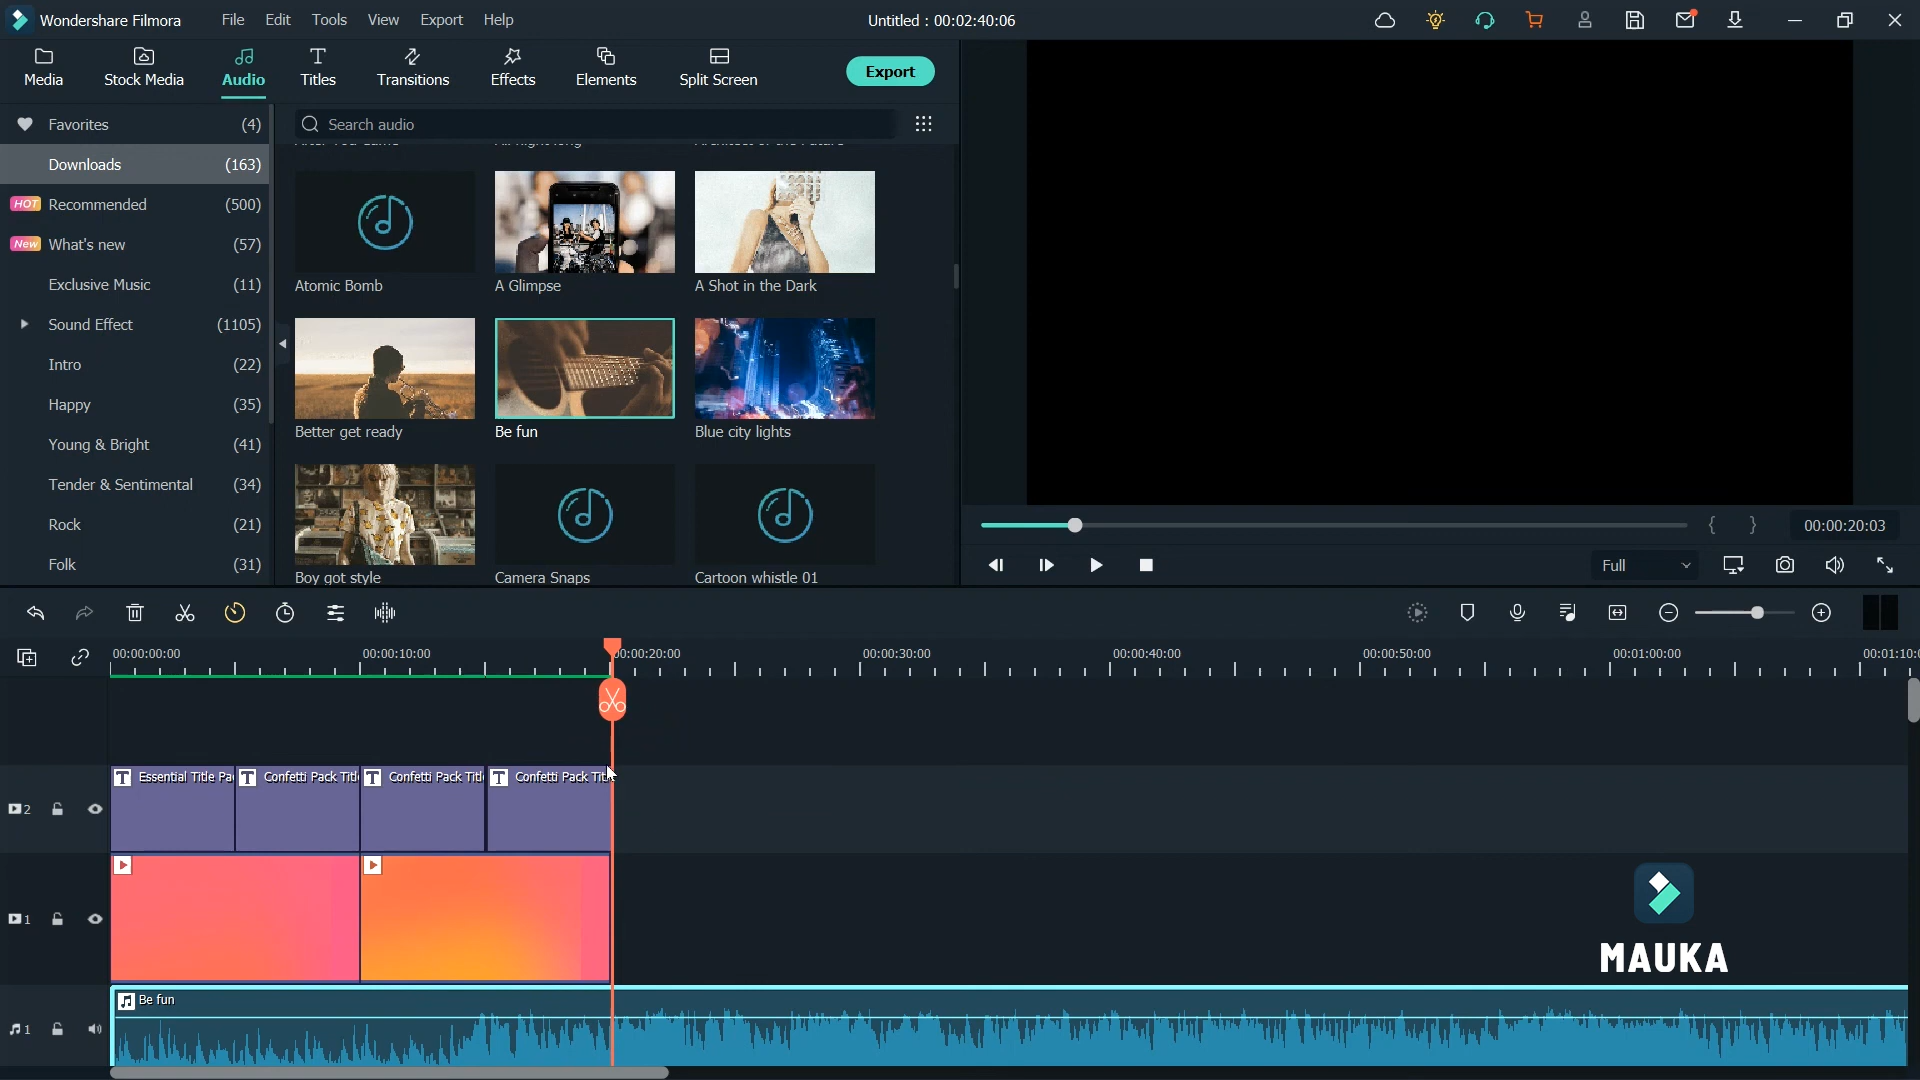 Wondershare Filmora File Edit Tools View Export Help Untitled : 00:02:40:06
Media Stock Media Audio Titles Transitions Effects Elements Split Screen Export
Favorites (4)
Downloads (163)
HOT Recommended (500)
New What's new (57)
Exclusive Music (11)
Sound Effect (1105)
Intro (22)
Happy (35)
Young & Bright (41)
Tender & Sentimental (34)
Rock (21)
Folk (31)
Search audio
Atomic Bomb A Glimpse A Shot in the Dark
Better get ready Be fun Blue city lights
Boy got style Camera Snaps Cartoon whistle 01
{ } 00:00:20:03
Full
00:00:00:00 00:00:10:00 00:00:20:00 00:00:30:00 00:00:40:00 00:00:50:00 00:01:00:00 00:01:10:
2 Essential Title Pa Confetti Pack Titl Confetti Pack Titl Confetti Pack Tit
1
MAUKA
1 Be fun